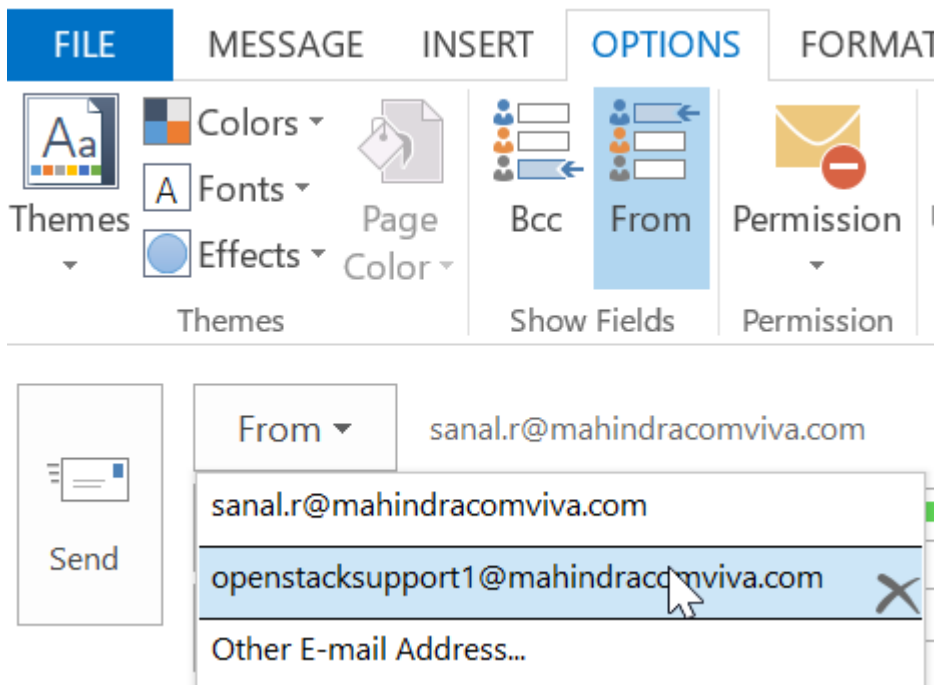 FILE MESSAGE INSERT OPTIONS FORMAT
Aa
Themes
Colors
A Fonts
Effects
Page
Color
Bcc
From
Permission
Themes Show Fields Permission
Send
From sanal.r@mahindracomviva.com
sanal.r@mahindracomviva.com
openstacksupport1@mahindracomviva.com
Other E-mail Address...